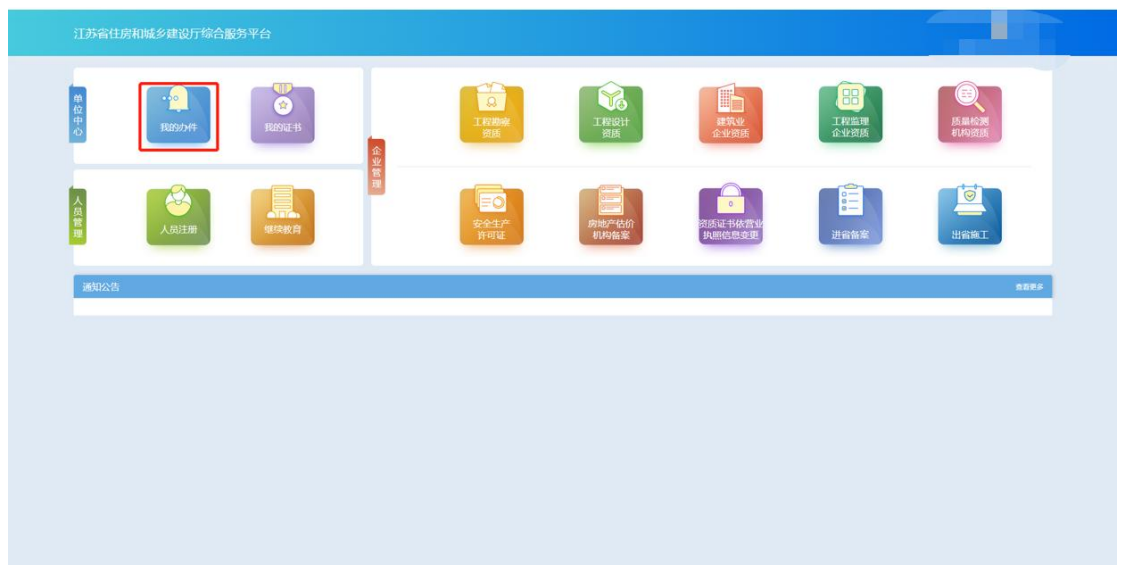 江苏省住房和城乡建设厅综合服务平台
单位中心
我的办件
我的证书
企业管理
工程勘察
资质
工程设计
资质
建筑业
企业资质
工程监理
企业资质
质量检测
机构资质
人员管理
人员注册
继续教育
安全生产
许可证
房地产估价
机构备案
资质证书依营业
执照信息变更
进省备案
出省施工
通知公告
查看更多